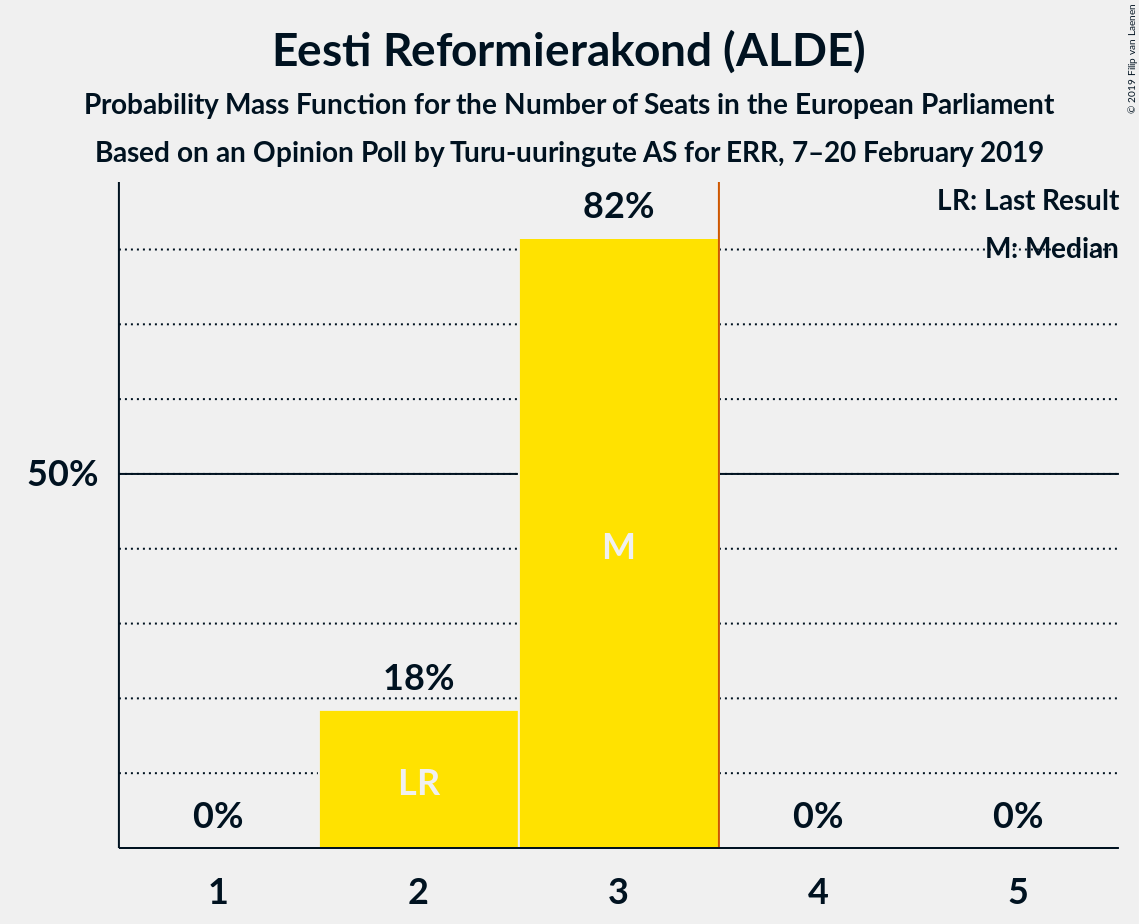 Eesti Reformierakond (ALDE)
Probability Mass Function for the Number of Seats in the European Parliament
Based on an Opinion Poll by Turu-uuringute AS for ERR, 7–20 February 2019
© 2019 Filip van Laenen
LR: Last Result
M: Median
82%
50%
M
18%
LR
0%
0%
0%
1
2
3
4
5